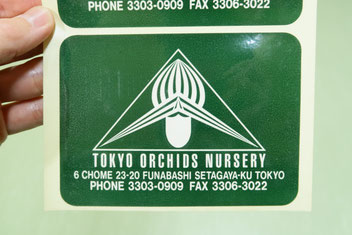 PHONE 3303-0909 FAX 3306-3022
TOKYO ORCHIDS NURSERY
6 CHOME 23-20 FUNABASHI SETAGAYA-KU TOKYO
PHONE 3303-0909 FAX 3306-3022